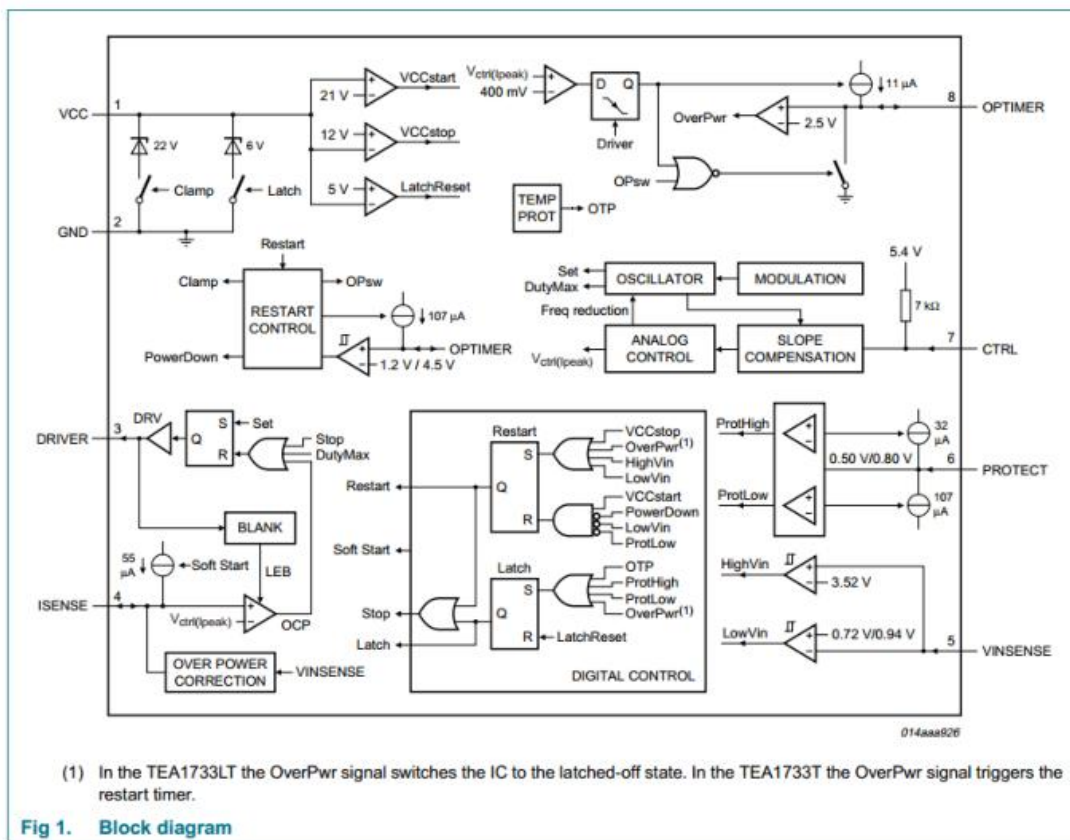 VCC
1
22 V
6 V
Clamp
Latch
GND
2
21 V
VCCstart
12 V
VCCstop
5 V
LatchReset
Vctrl(Ipeak)
400 mV
D Q
Driver
11 μA
8
OPTIMER
OverPwr
2.5 V
OPsw
TEMP
PROT
OTP
Restart
Clamp
RESTART
CONTROL
OPsw
107 μA
OPTIMER
PowerDown
1.2 V / 4.5 V
Set
DutyMax
OSCILLATOR
MODULATION
Freq reduction
5.4 V
7 kΩ
ANALOG
CONTROL
SLOPE
COMPENSATION
7
CTRL
Vctrl(Ipeak)
DRIVER
3
DRV
S
Q
R
Set
Stop
DutyMax
BLANK
LEB
55
μA
Soft Start
ISENSE
4
Vctrl(Ipeak)
OCP
OVER POWER
CORRECTION
VINSENSE
Restart
S
Q
R
VCCstop
OverPwr(1)
HighVin
LowVin
VCCstart
PowerDown
LowVin
ProtLow
Restart
Soft Start
Latch
S
Q
R
OTP
ProtHigh
ProtLow
OverPwr(1)
LatchReset
Stop
Latch
DIGITAL CONTROL
ProtHigh
32
μA
0.50 V/0.80 V
6
PROTECT
ProtLow
107
μA
HighVin
3.52 V
LowVin
0.72 V/0.94 V
5
VINSENSE
014aaa926
(1) In the TEA1733LT the OverPwr signal switches the IC to the latched-off state. In the TEA1733T the OverPwr signal triggers the
restart timer.
Fig 1. Block diagram